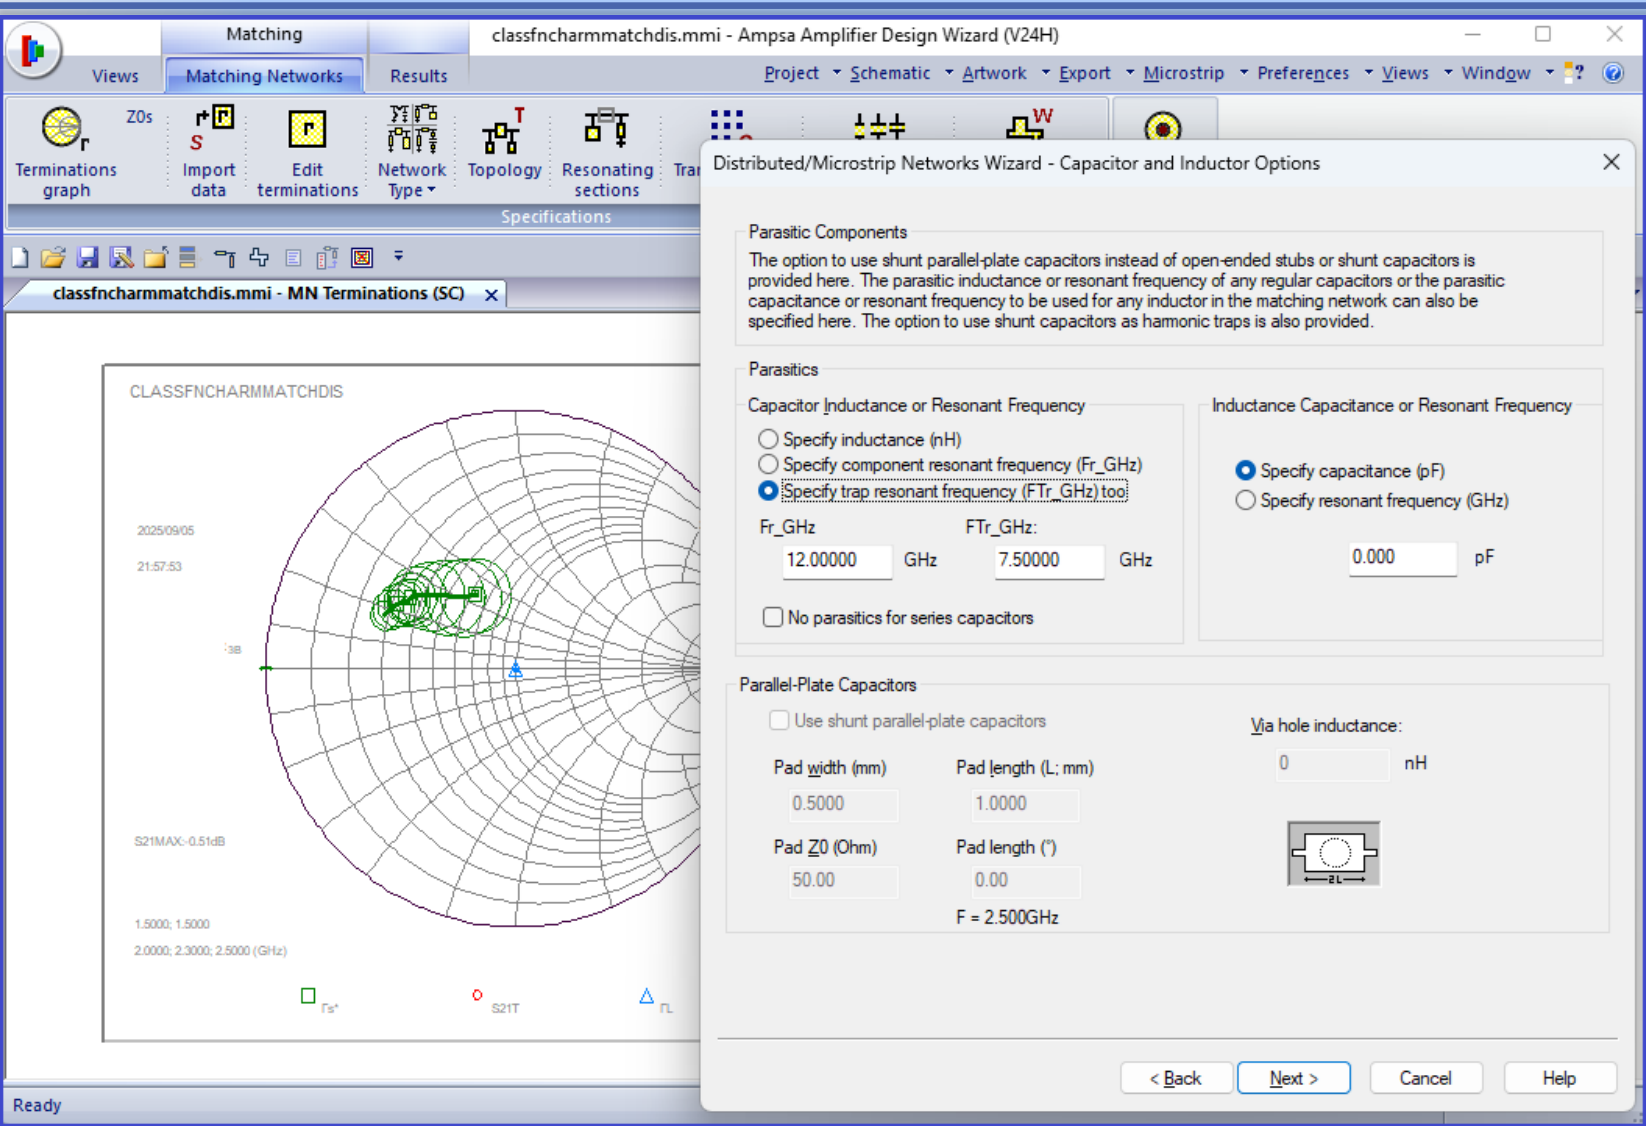 Matching
classfncharmmatchdis.mmi - Ampsa Amplifier Design Wizard (V24H)
Views
Matching Networks
Results
Project
Schematic
Artwork
Export
Microstrip
Preferences
Views
Window
Terminations graph
Z0s
Import data
Edit terminations
Network Type
Topology
Resonating sections
Specifications
classfncharmmatchdis.mmi - MN Terminations (SC)
CLASSFNCHARMMATCHDIS
2025/09/05
21:57:53
S21MAX:-0.51dB
1.5000; 1.5000
2.0000; 2.3000; 2.5000 (GHz)
Γs*
S21T
ΓL
Ready
Distributed/Microstrip Networks Wizard - Capacitor and Inductor Options
Parasitic Components
The option to use shunt parallel-plate capacitors instead of open-ended stubs or shunt capacitors is
provided here. The parasitic inductance or resonant frequency of any regular capacitors or the parasitic
capacitance or resonant frequency to be used for any inductor in the matching network can also be
specified here. The option to use shunt capacitors as harmonic traps is also provided.
Parasitics
Capacitor Inductance or Resonant Frequency
Specify inductance (nH)
Specify component resonant frequency (Fr_GHz)
Specify trap resonant frequency (FTr_GHz) too
Fr_GHz
FTr_GHz:
12.00000 GHz
7.50000 GHz
No parasitics for series capacitors
Inductance Capacitance or Resonant Frequency
Specify capacitance (pF)
Specify resonant frequency (GHz)
0.000 pF
Parallel-Plate Capacitors
Use shunt parallel-plate capacitors
Via hole inductance:
0 nH
Pad width (mm)
Pad length (L; mm)
0.5000
1.0000
Pad Z0 (Ohm)
Pad length (°)
50.00
0.00
F = 2.500GHz
2L
< Back
Next >
Cancel
Help